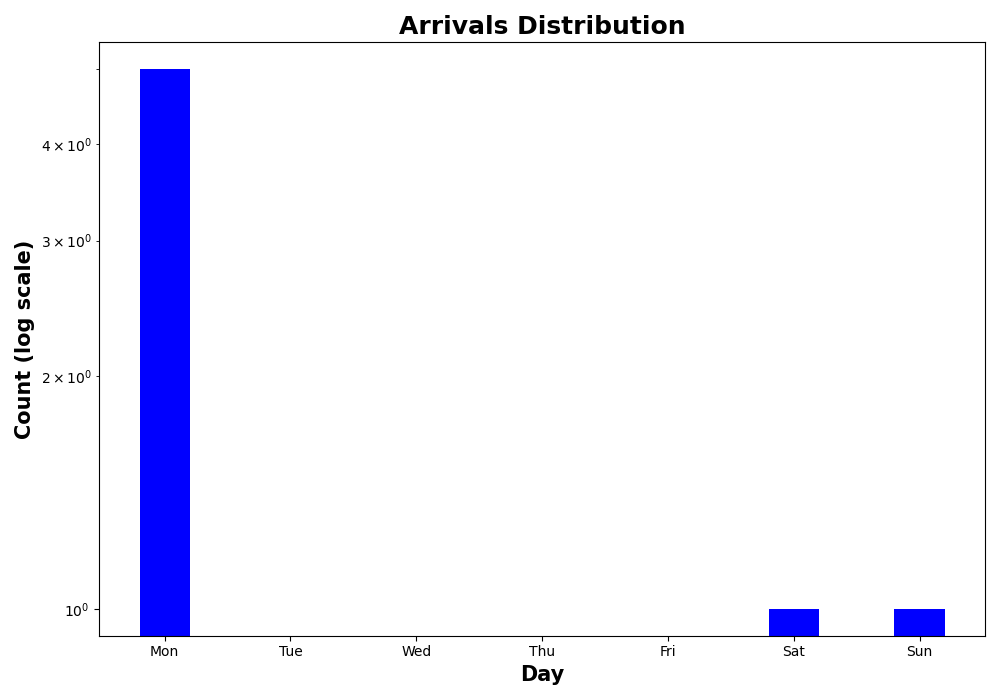 Arrivals Distribution
Count (log scale)
4 × 10⁰
3 × 10⁰
2 × 10⁰
10⁰
Mon Tue Wed Thu Fri Sat Sun
Day